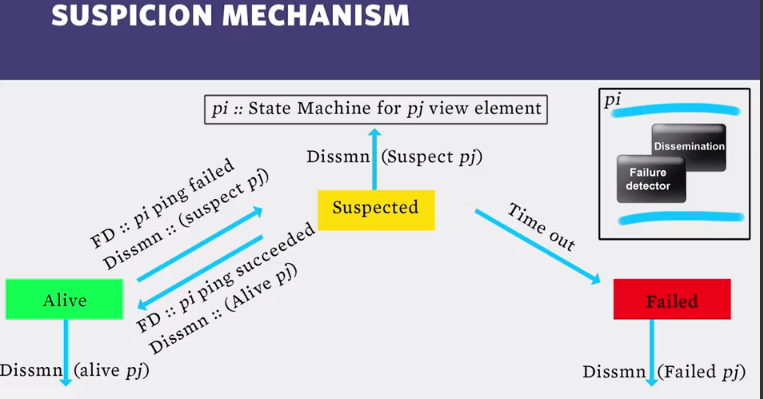 SUSPICION MECHANISM
pi :: State Machine for pj view element
pi
Dissemination
Failure
detector
Dissmn (Suspect pj)
FD :: pi ping failed
Dissmn :: (suspect pj)
Suspected
Time out
FD :: pi ping succeeded
Dissmn :: (Alive pj)
Alive
Failed
Dissmn (alive pj)
Dissmn (Failed pj)